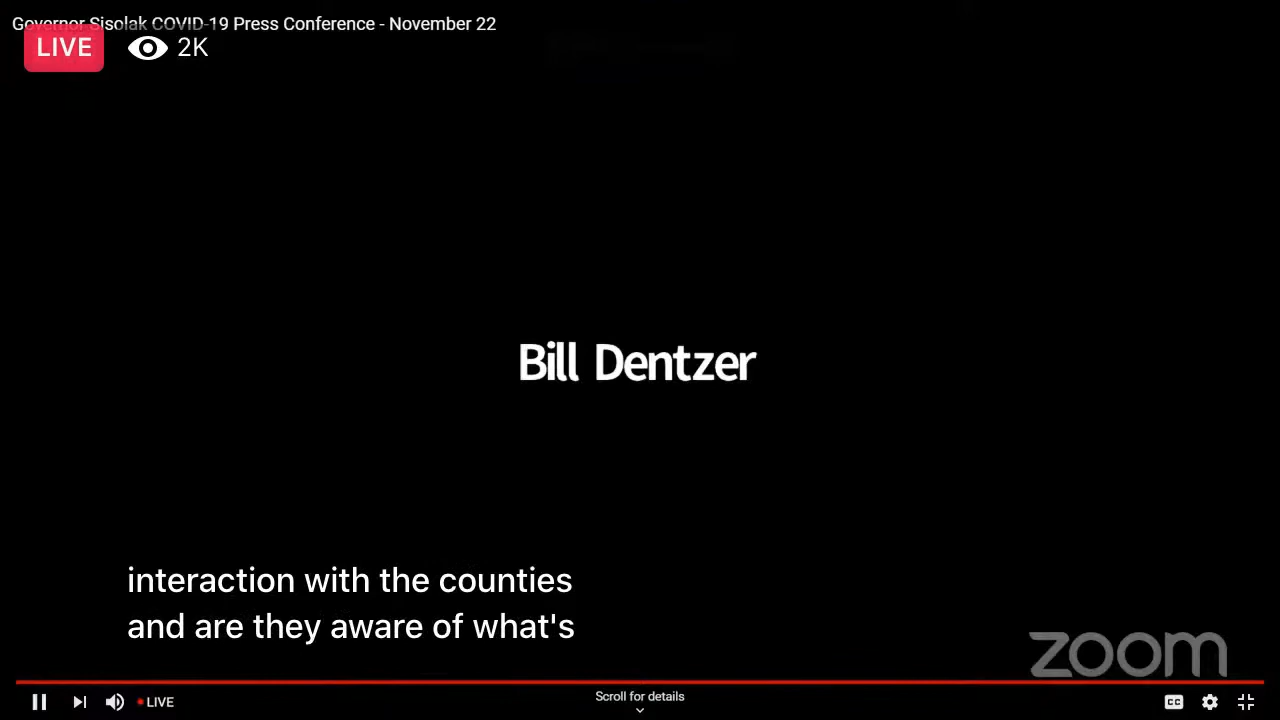 Governor Sisolak COVID-19 Press Conference - November 22
LIVE 2K
Bill Dentzer
interaction with the counties
and are they aware of what's
zoom
LIVE
Scroll for details
CC